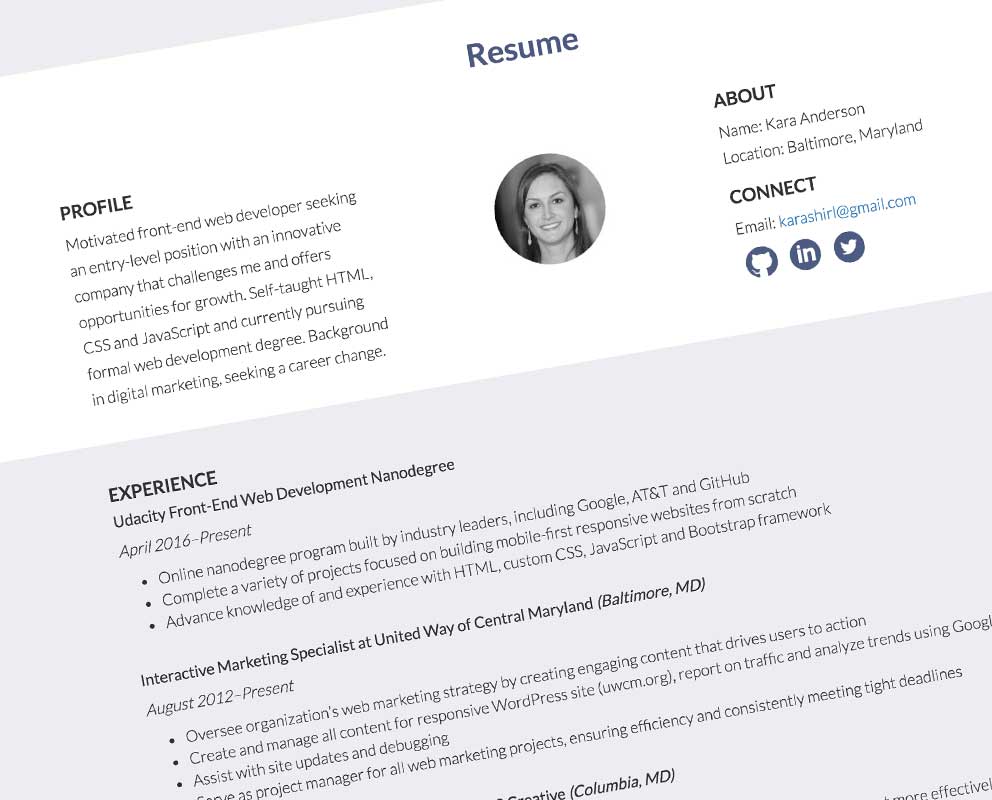 Resume
PROFILE
Motivated front-end web developer seeking
an entry-level position with an innovative
company that challenges me and offers
opportunities for growth. Self-taught HTML,
CSS and JavaScript and currently pursuing
formal web development degree. Background
in digital marketing, seeking a career change.
ABOUT
Name: Kara Anderson
Location: Baltimore, Maryland
CONNECT
Email: karashirl@gmail.com
in
EXPERIENCE
Udacity Front-End Web Development Nanodegree
April 2016–Present
• Online nanodegree program built by industry leaders, including Google, AT&T and GitHub
• Complete a variety of projects focused on building mobile-first responsive websites from scratch
• Advance knowledge of and experience with HTML, custom CSS, JavaScript and Bootstrap framework
Interactive Marketing Specialist at United Way of Central Maryland (Baltimore, MD)
August 2012–Present
• Oversee organization's web marketing strategy by creating engaging content that drives users to action
• Create and manage all content for responsive WordPress site (uwcm.org), report on traffic and analyze trends using Googl
• Assist with site updates and debugging
Serve as project manager for all web marketing projects, ensuring efficiency and consistently meeting tight deadlines
Creative (Columbia, MD)
more effectivel